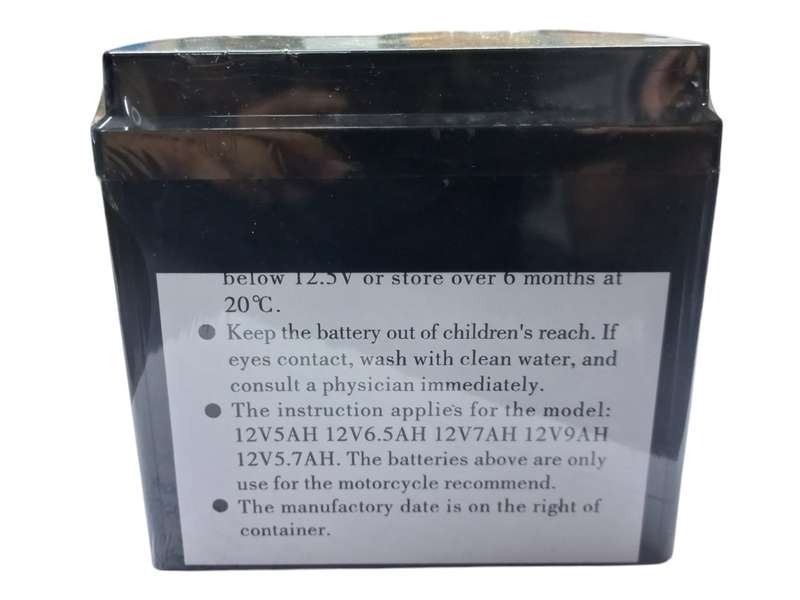 below 12.5V or store over 6 months at
20℃.
● Keep the battery out of children's reach. If
eyes contact, wash with clean water, and
consult a physician immediately.
● The instruction applies for the model:
12V5AH 12V6.5AH 12V7AH 12V9AH
12V5.7AH. The batteries above are only
use for the motorcycle recommend.
● The manufactory date is on the right of
container.